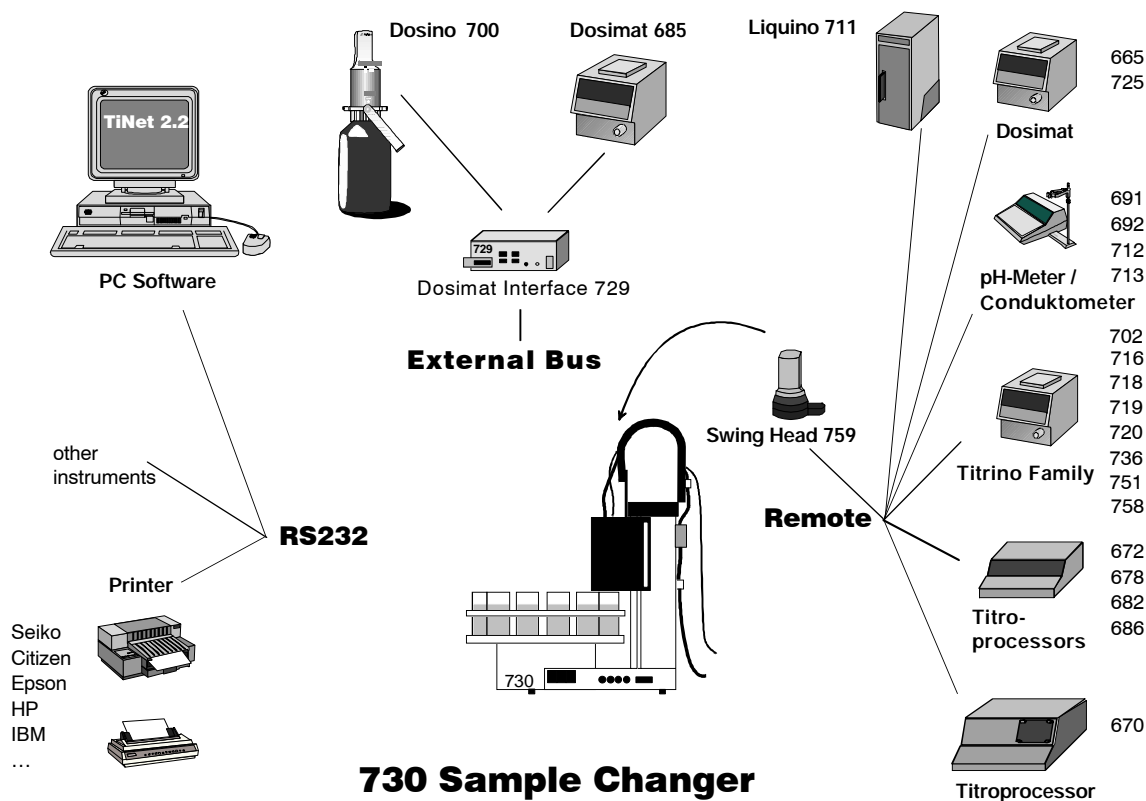 Dosino 700
Dosimat 685
Liquino 711
665
725
TiNet 2.2
Dosimat
PC Software
729
Dosimat Interface 729
External Bus
691
692
712
713
pH-Meter /
Conduktometer
Swing Head 759
702
716
718
719
720
736
751
758
Titrino Family
other
instruments
RS232
Remote
Printer
Seiko
Citizen
Epson
HP
IBM
…
672
678
682
686
Titro-
processors
730
670
Titroprocessor
730 Sample Changer